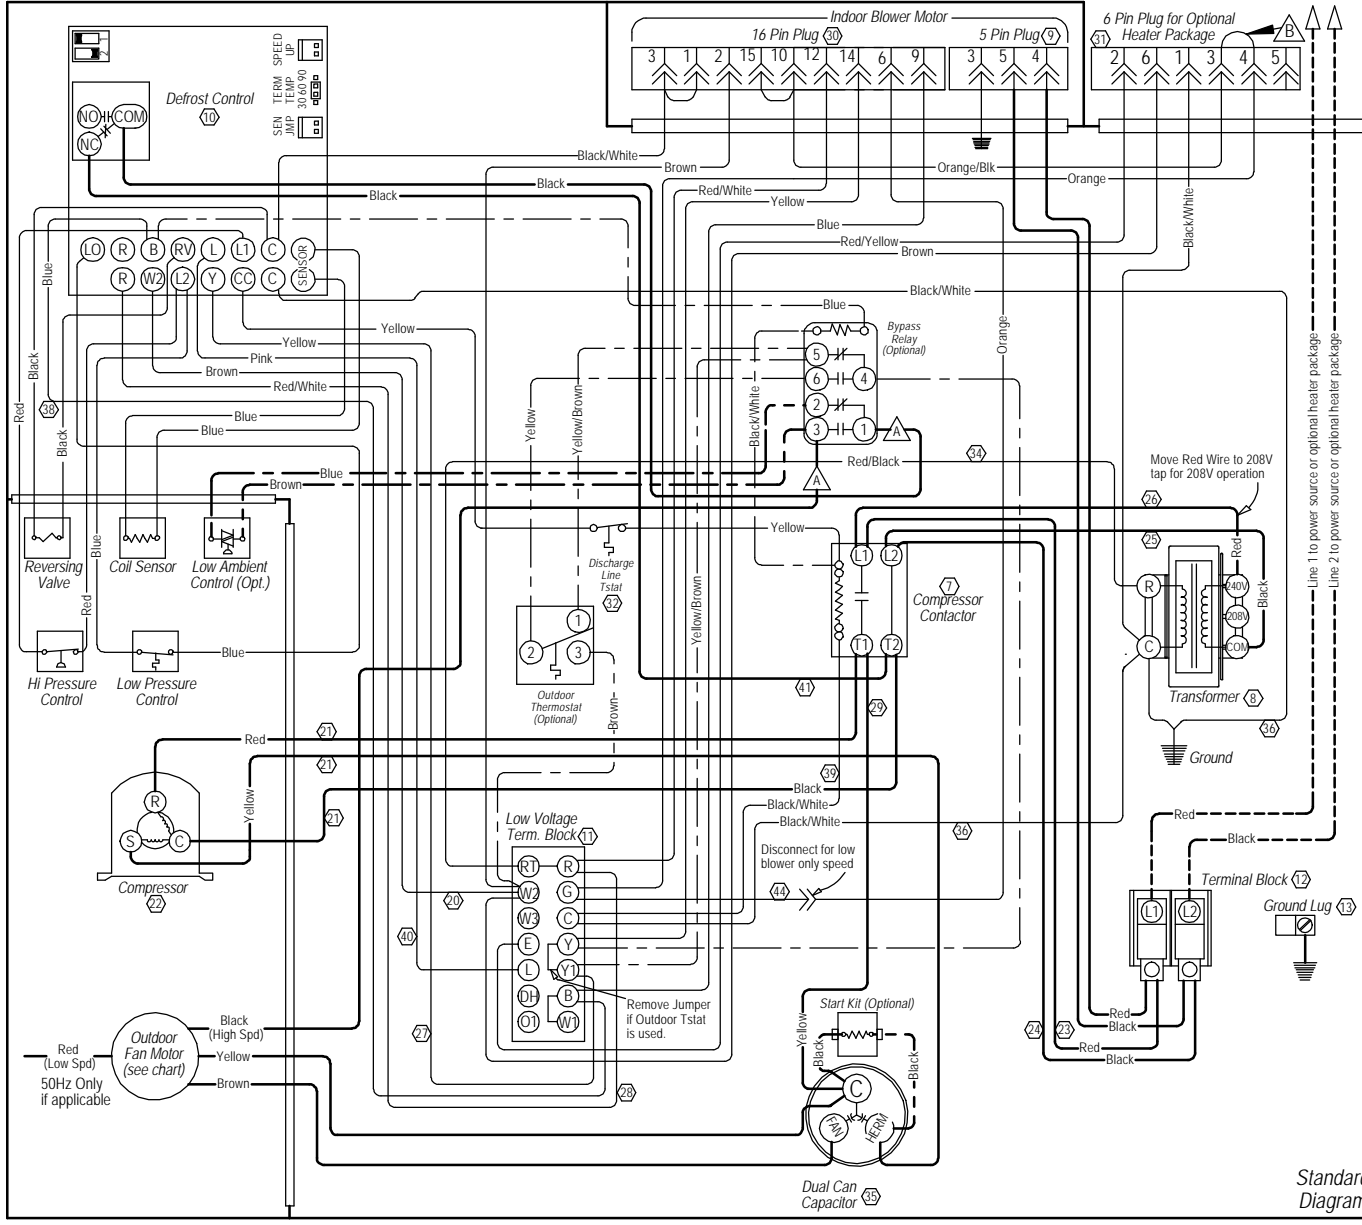 Indoor Blower Motor
16 Pin Plug 30
5 Pin Plug 9
6 Pin Plug for Optional
Heater Package
31
B
3 1 2 15 10 12 14 6 9
3 5 4
2 6 1 3 4 5
1
2
SPEED
UP
TERM
TEMP
30 60 90
SEN
JMP
Defrost Control
10
NO COM
NC
Black/White
Brown
Orange/Blk
Orange
Black
Black
Red/White
Yellow
Blue
Red/Yellow
Brown
Black/White
LO R B RV L L1 C
SENSOR
R W2 L2 Y CC C
Blue
Black
Red
Black
38
Yellow
Yellow
Pink
Brown
Red/White
Blue
Blue
Blue
Brown
Black/White
Blue
Bypass
Relay
(Optional)
5
6 4
2
3 1
A
A
Yellow
Yellow/Brown
Black/White
Orange
Red/Black
34
Move Red Wire to 208V
tap for 208V operation
Line 1 to power source or optional heater package
Line 2 to power source or optional heater package
26
25
Reversing
Valve
Coil Sensor
Low Ambient
Control (Opt.)
Blue
Red
Hi Pressure
Control
Low Pressure
Control
Blue
Yellow
Discharge
Line
Tstat
32
L1 L2
T1 T2
7
Compressor
Contactor
Yellow/Brown
Red
Black
R
C
240V
208V
COM
Transformer 8
36
Ground
1
2 3
Outdoor
Thermostat
(Optional)
Brown
41
29
Red
21
21
Yellow
21
R
S C
Compressor
22
Black
39
Black/White
Black/White
36
Low Voltage
Term. Block 11
Disconnect for low
blower only speed
44
RT R
W2 G
W3 C
E Y
L Y1
DH B
O1 W1
20
40
27
28
Remove Jumper
if Outdoor Tstat
is used.
Red
Black
Terminal Block 12
L1 L2
Ground Lug 13
24
23
Red
Black
Red
Black
Start Kit (Optional)
Yellow
Black
Black
C
FAN
HERM
Dual Can
Capacitor 35
Black
(High Spd)
Yellow
Brown
Outdoor
Fan Motor
(see chart)
Red
(Low Spd)
50Hz Only
if applicable
Standard
Diagram